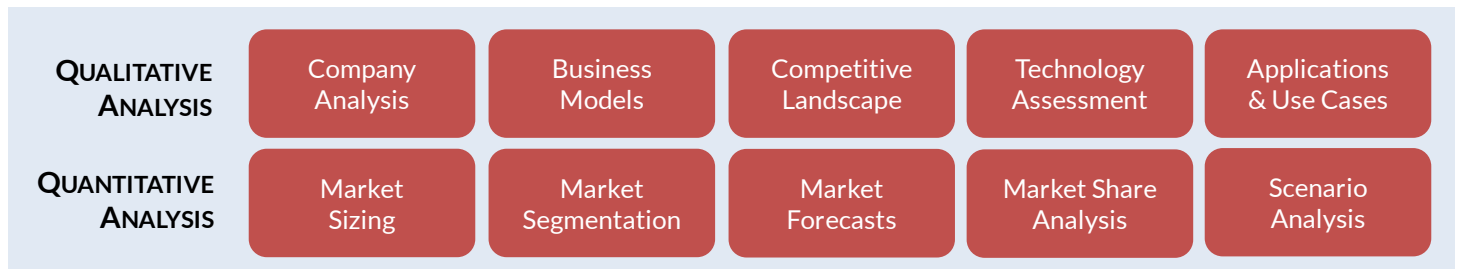 QUALITATIVE
ANALYSIS
Company
Analysis
Business
Models
Competitive
Landscape
Technology
Assessment
Applications
& Use Cases
QUANTITATIVE
ANALYSIS
Market
Sizing
Market
Segmentation
Market
Forecasts
Market Share
Analysis
Scenario
Analysis